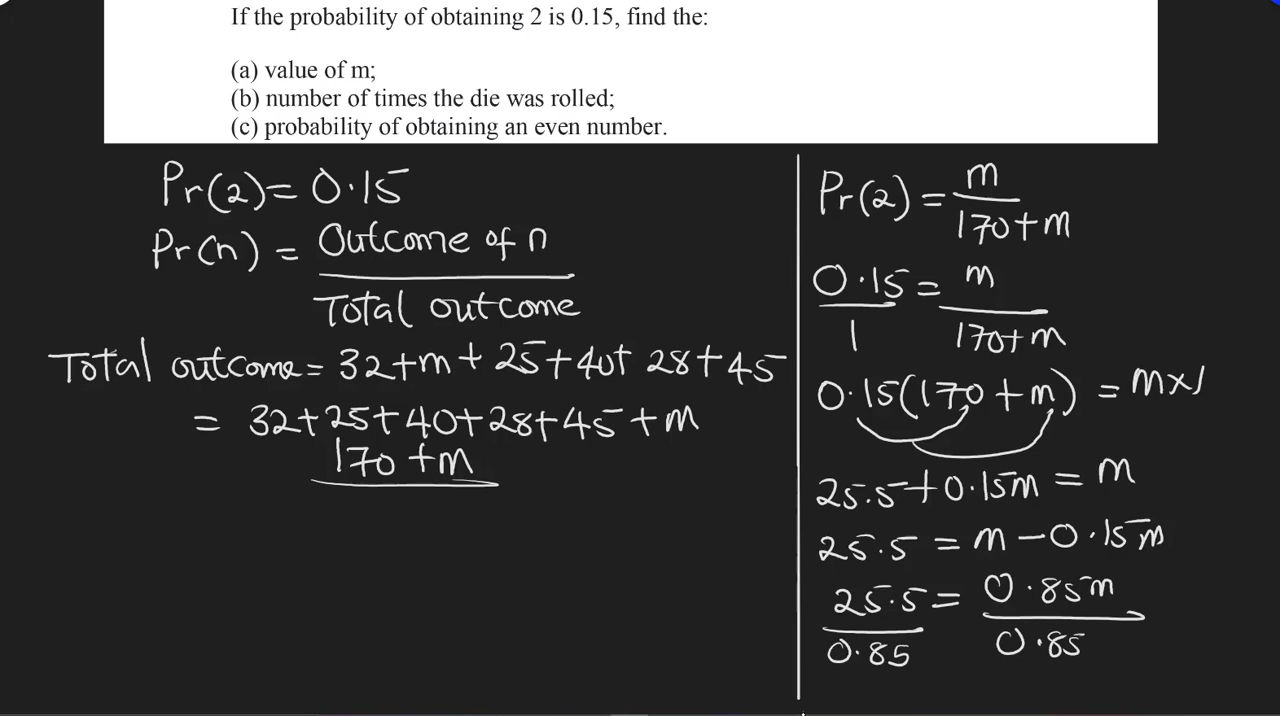 If the probability of obtaining 2 is 0.15, find the:
(a) value of m;
(b) number of times the die was rolled;
(c) probability of obtaining an even number.
Pr(2) = 0.15
Pr(n) = Outcome of n
Total outcome
Total outcome = 32+m+25+40+28+45
= 32+25+40+28+45+m
170+m
Pr(2) = m
170+m
0.15 = m
1 170+m
0.15(170+m) = m×1
25.5+0.15m = m
25.5 = m-0.15m
25.5 = 0.85m
0.85 0.85